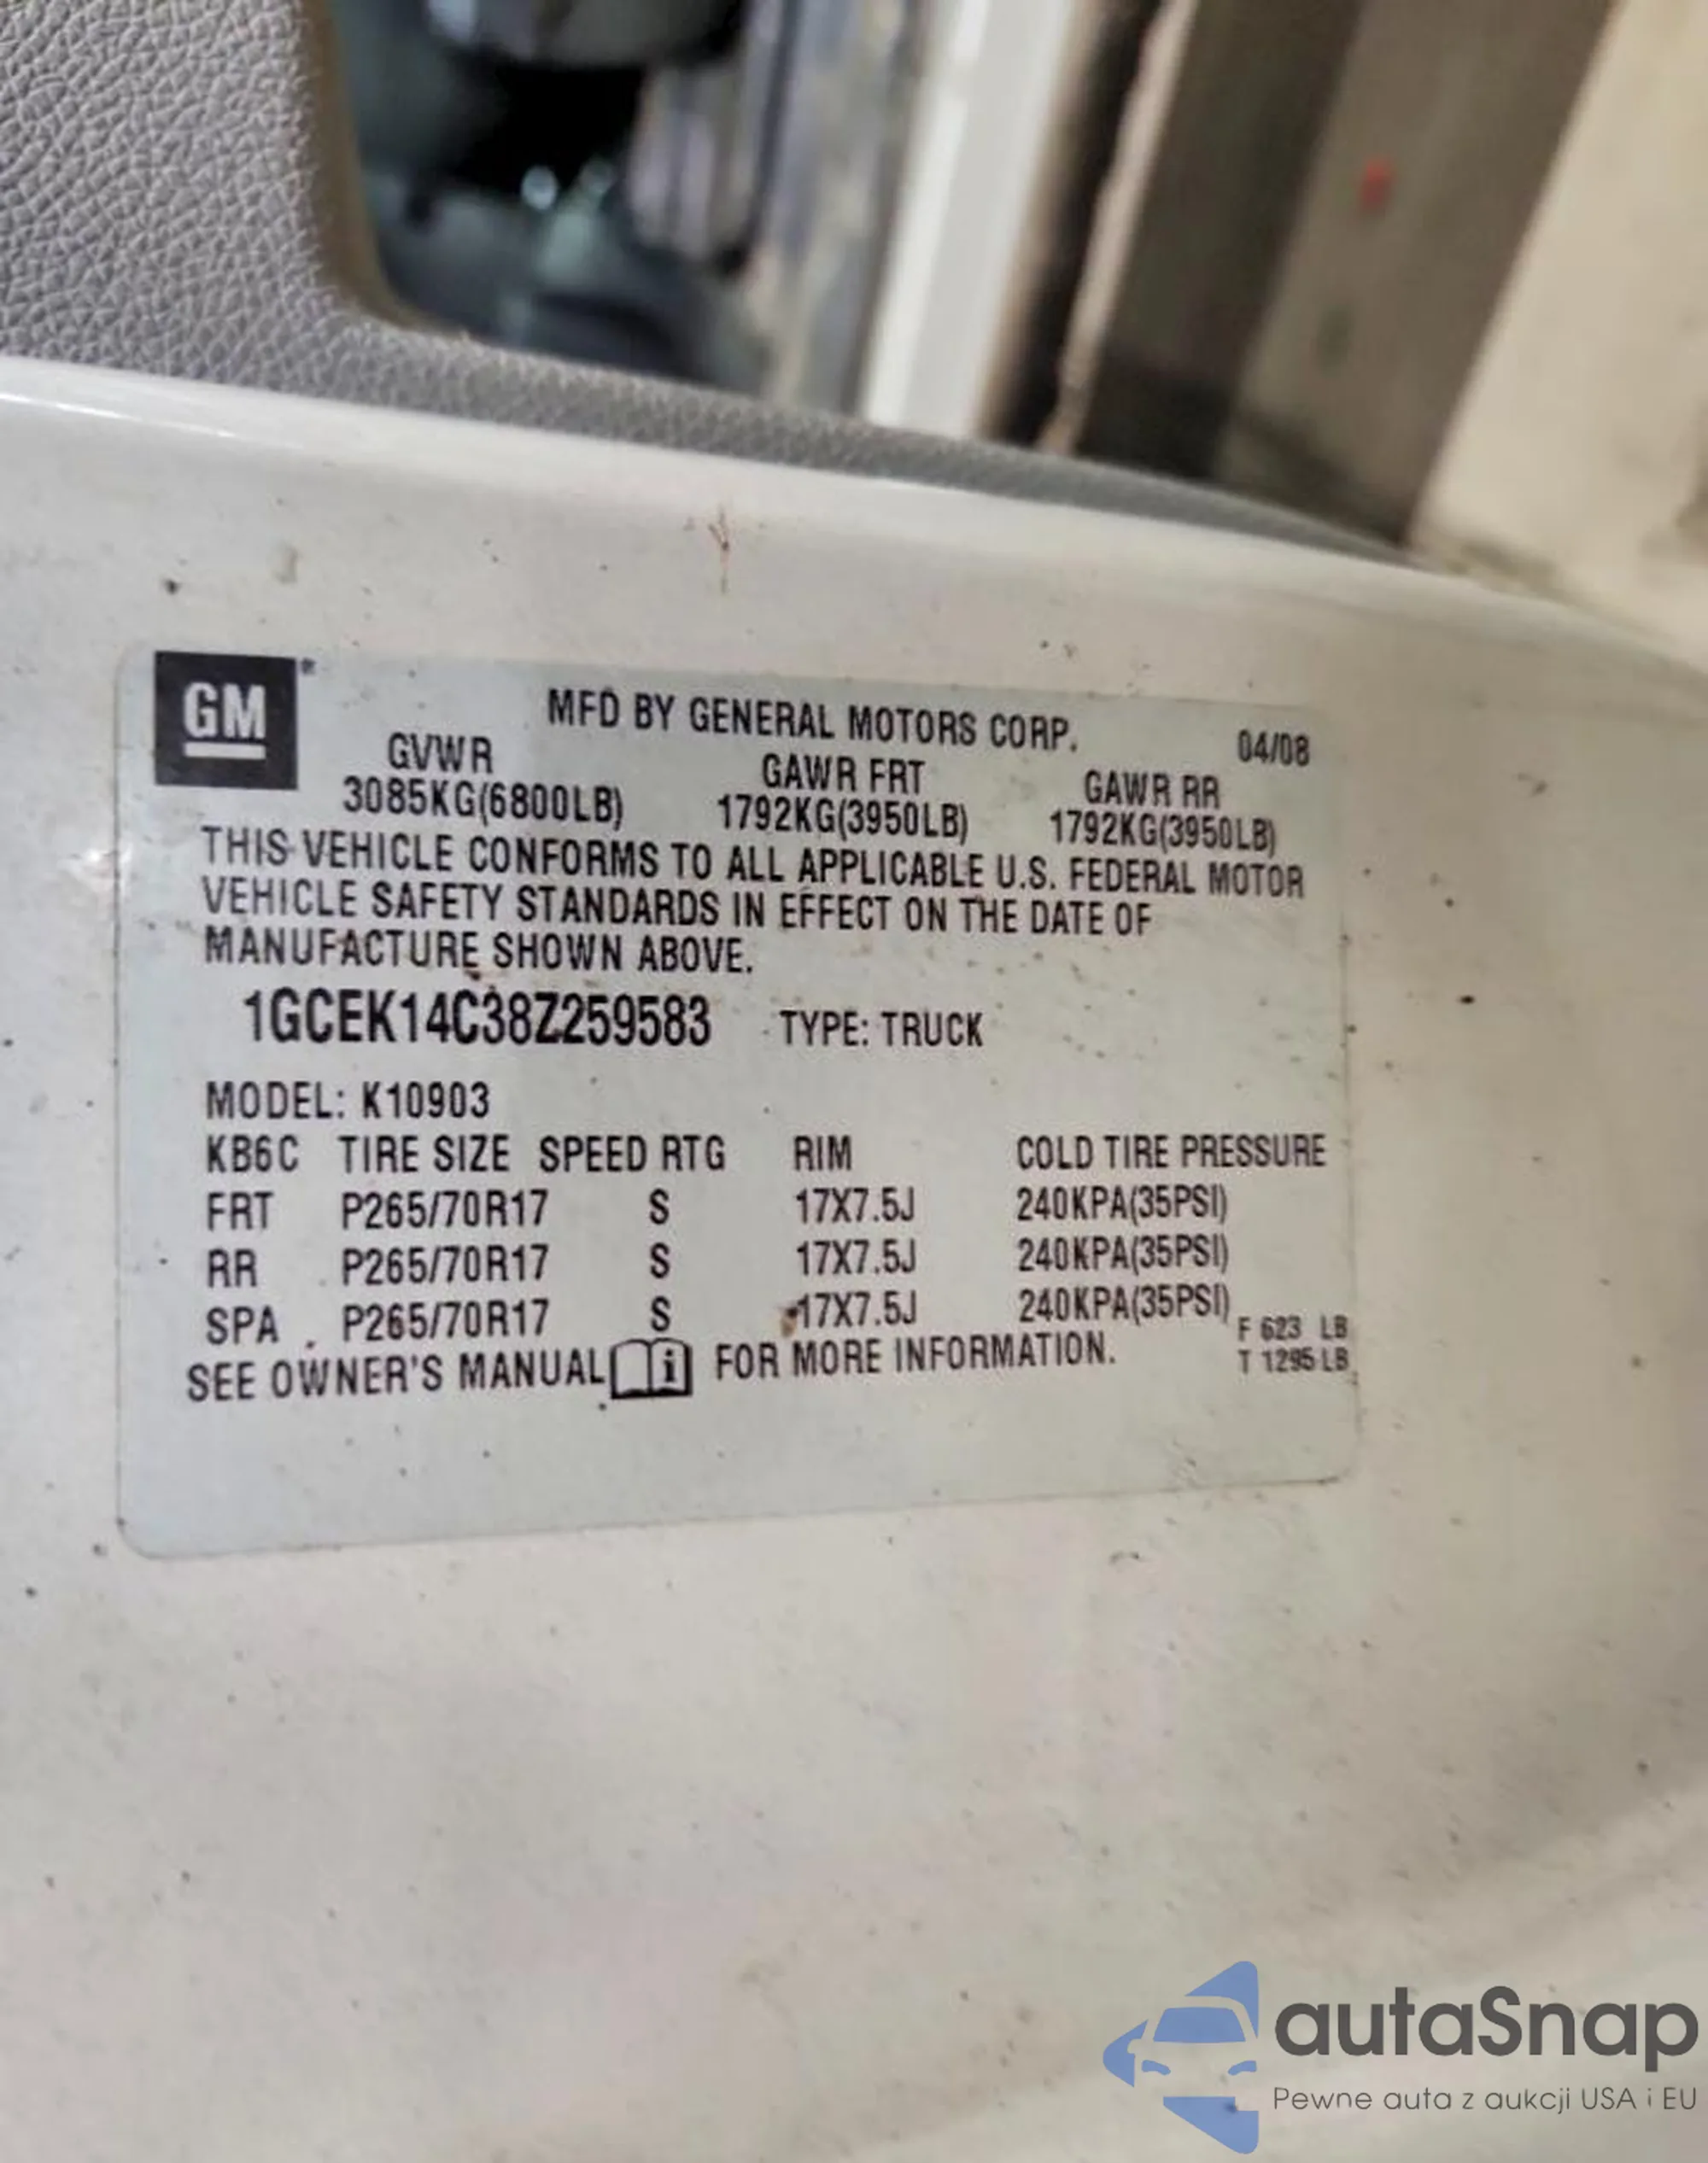 GM
MFD BY GENERAL MOTORS CORP. 04/08
GVWR GAWR FRT GAWR RR
3085KG(6800LB) 1792KG(3950LB) 1792KG(3950LB)
THIS VEHICLE CONFORMS TO ALL APPLICABLE U.S. FEDERAL MOTOR
VEHICLE SAFETY STANDARDS IN EFFECT ON THE DATE OF
MANUFACTURE SHOWN ABOVE.
1GCEK14C38Z259583 TYPE: TRUCK
MODEL: K10903
KB6C TIRE SIZE SPEED RTG RIM COLD TIRE PRESSURE
FRT P265/70R17 S 17X7.5J 240KPA(35PSI)
RR P265/70R17 S 17X7.5J 240KPA(35PSI)
SPA P265/70R17 S 17X7.5J 240KPA(35PSI)
F 623 LB
SEE OWNER'S MANUAL FOR MORE INFORMATION.
T 1295 LB
autaSnap
Pewne auta z aukcji USA i EU